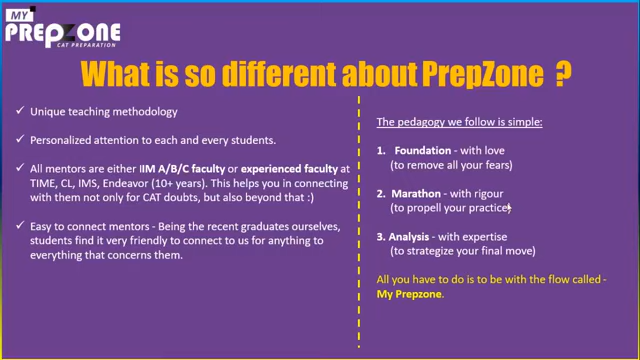 MY
PREPZONE
CAT PREPARATION
What is so different about PrepZone ?
✓ Unique teaching methodology
✓ Personalized attention to each and every students.
✓ All mentors are either IIM A/B/C faculty or experienced faculty at
TIME, CL, IMS, Endeavor (10+ years). This helps you in connecting
with them not only for CAT doubts, but also beyond that :)
✓ Easy to connect mentors - Being the recent graduates ourselves,
students find it very friendly to connect to us for anything to
everything that concerns them.
The pedagogy we follow is simple:
1. Foundation - with love
(to remove all your fears)
2. Marathon - with rigour
(to propell your practice)
3. Analysis - with expertise
(to strategize your final move)
All you have to do is to be with the flow called -
My Prepzone.